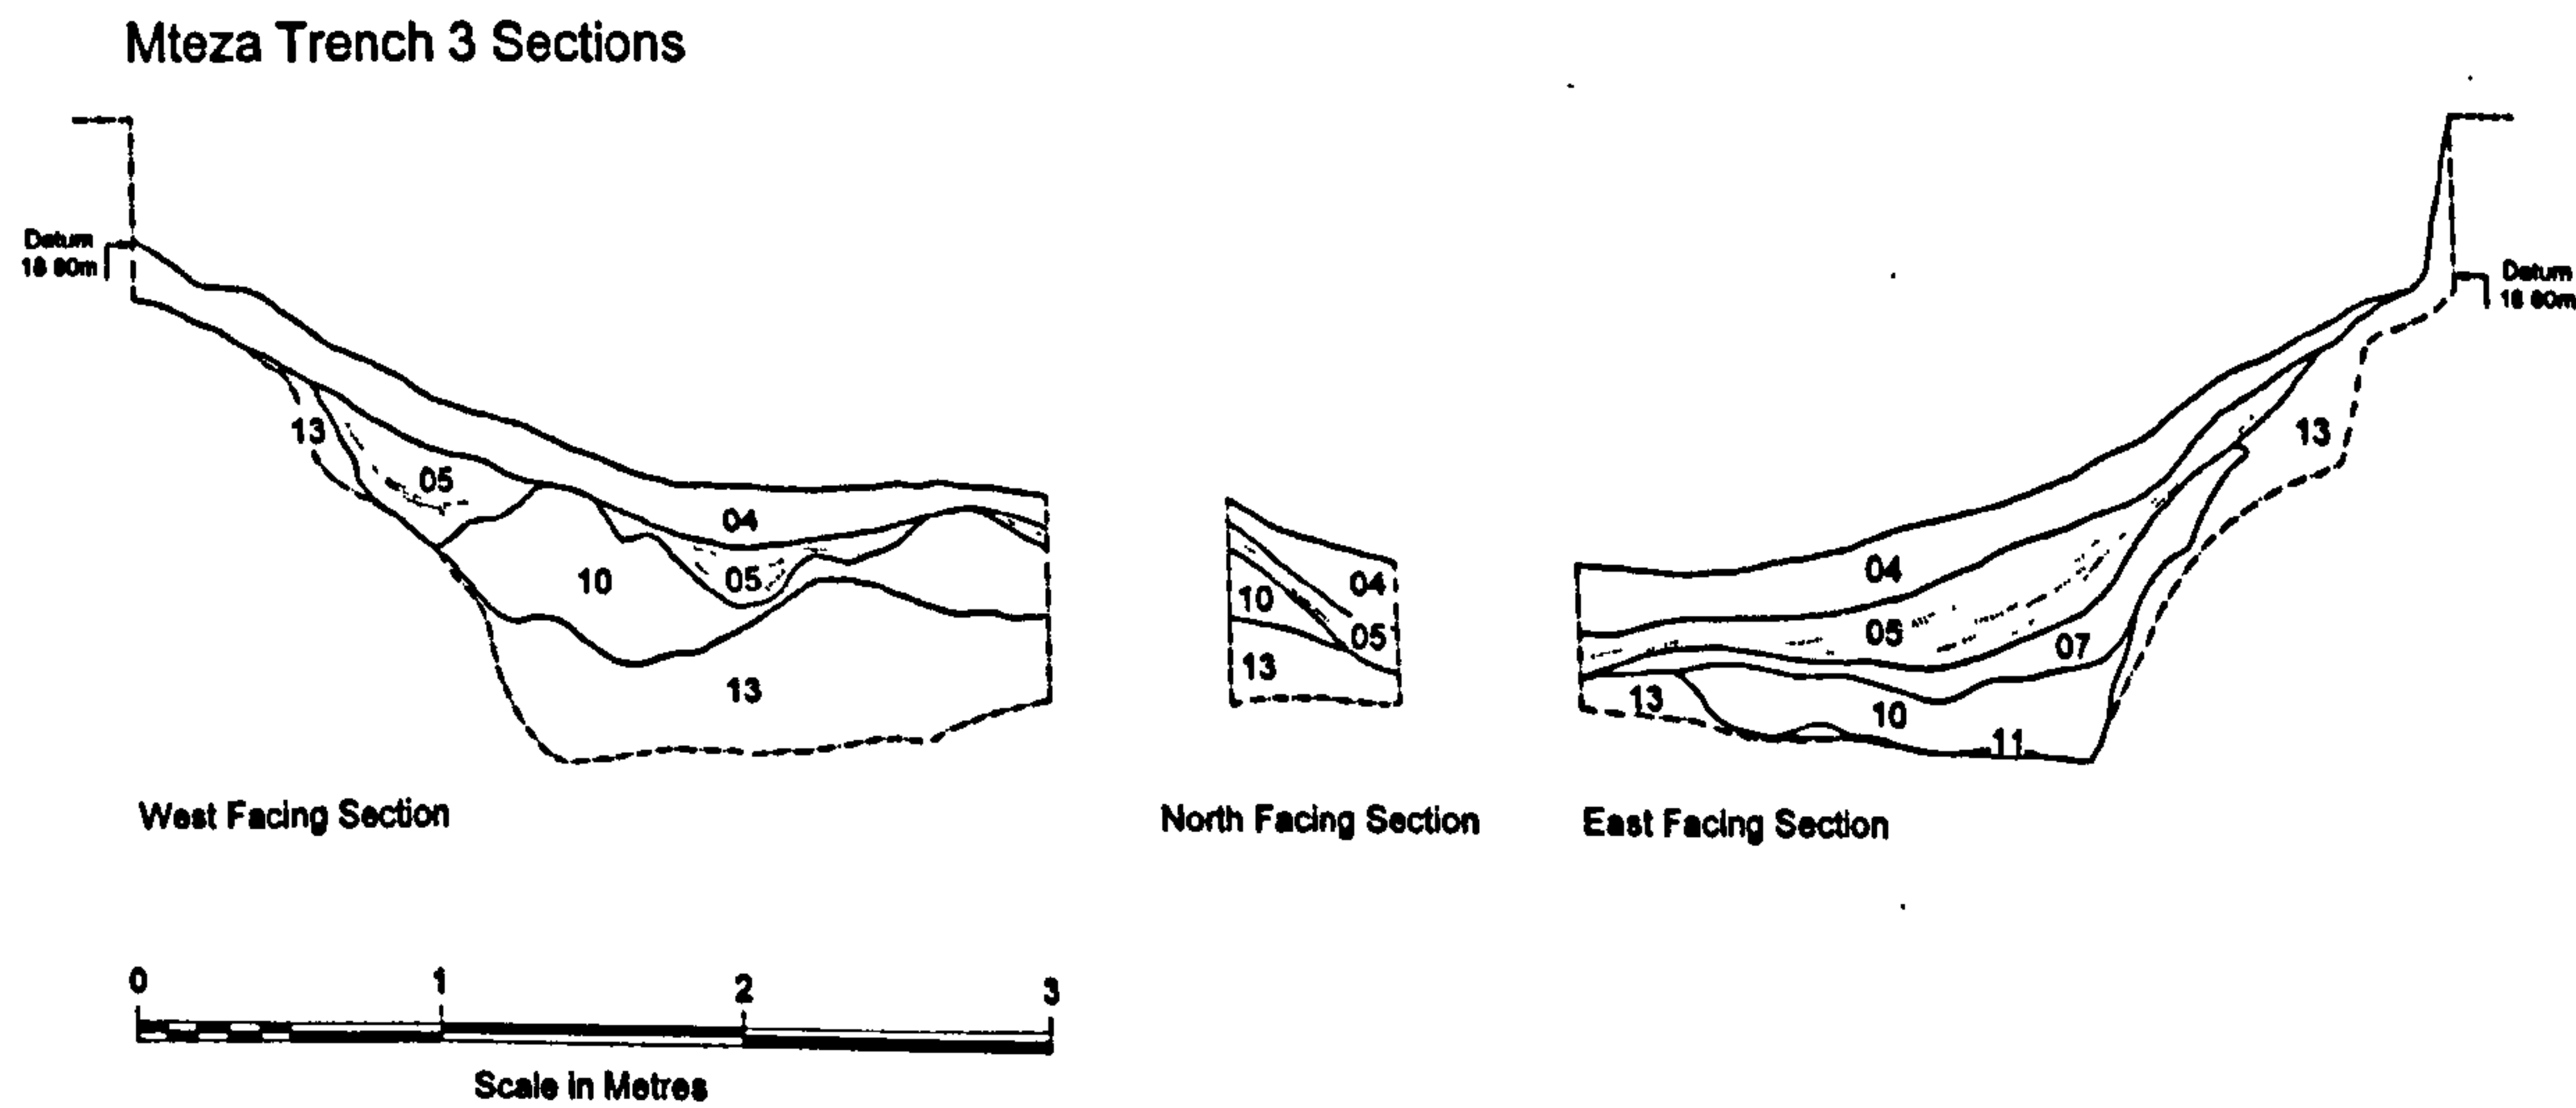 Mteza Trench 3 Sections
Datum
Datum
13
05
04
10
05
13
04
10
05
13
04
05
07
13
13
10
11
West Facing Section
North Facing Section
East Facing Section
0 1 2 3
Scale in Metres